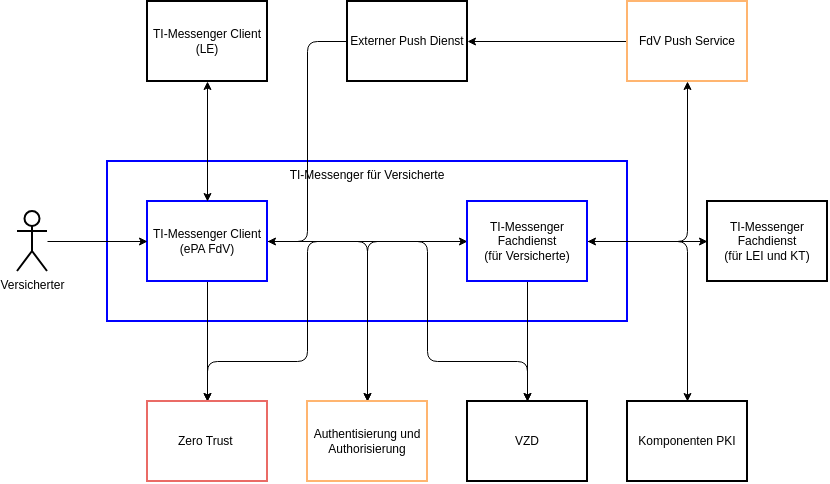 TI-Messenger Client
(LE)
Externer Push Dienst
FdV Push Service
TI-Messenger für Versicherte
Versicherter
TI-Messenger Client
(ePA FdV)
TI-Messenger
Fachdienst
(für Versicherte)
TI-Messenger
Fachdienst
(für LEI und KT)
Zero Trust
Authentisierung und
Authorisierung
VZD
Komponenten PKI